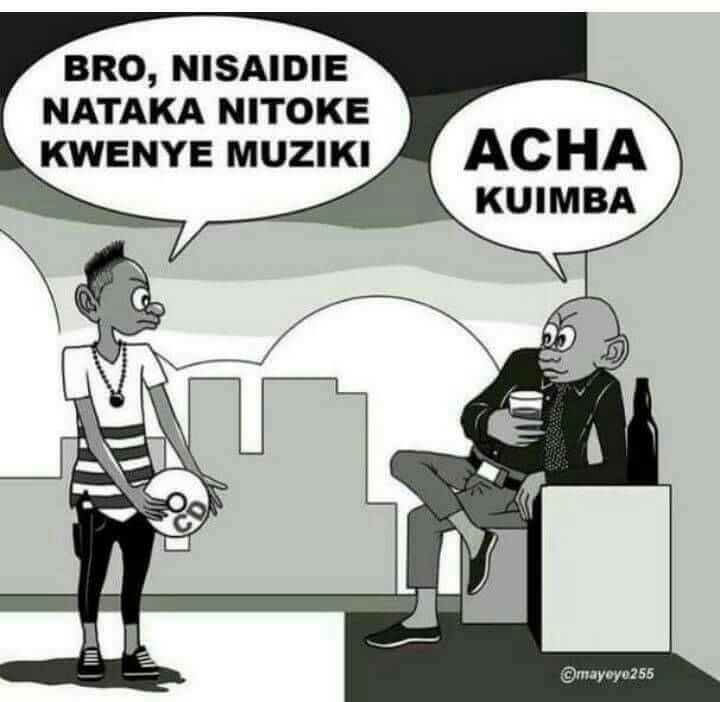 BRO, NISAIDIE
NATAKA NITOKE
KWENYE MUZIKI
ACHA
KUIMBA
CD
©mayeye255